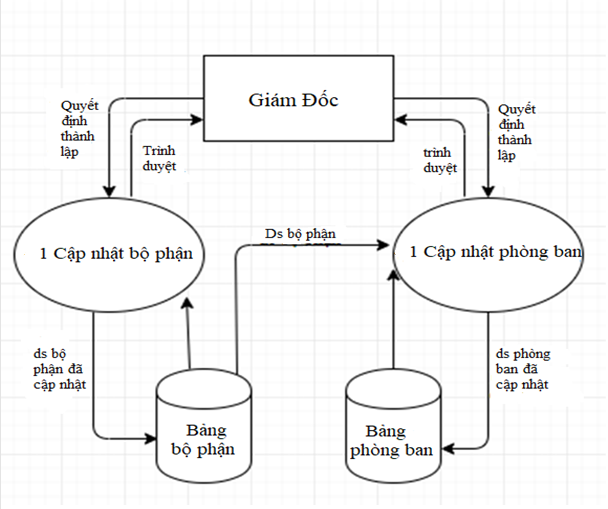 Giám Đốc
Quyết
định
thành
lập
Trình
duyệt
trình
duyệt
Quyết
định
thành
lập
Ds bộ phận
1 Cập nhật bộ phận
1 Cập nhật phòng ban
ds bộ
phận đã
cập nhật
ds phòng
ban đã
cập nhật
Bảng
bộ phận
Bảng
phòng ban